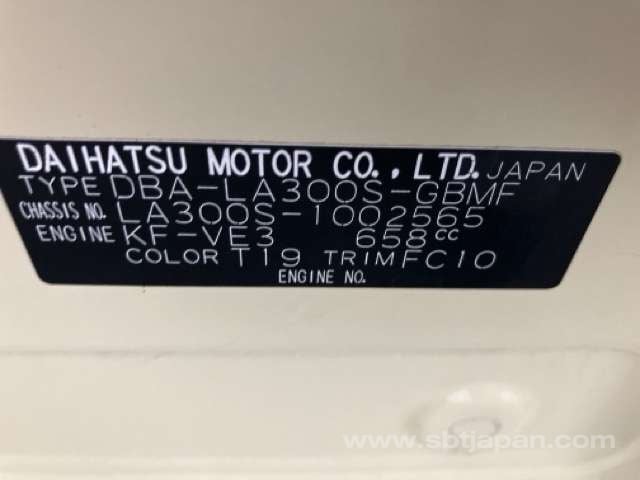 DAIHATSU MOTOR CO., LTD. JAPAN
TYPE DBA-LA300S-GBMF
CHASSIS NO. LA300S-1002565
ENGINE KF-VE3 658cc
COLOR T19 TRIM FC10
ENGINE NO.
www.sbtjapan.com